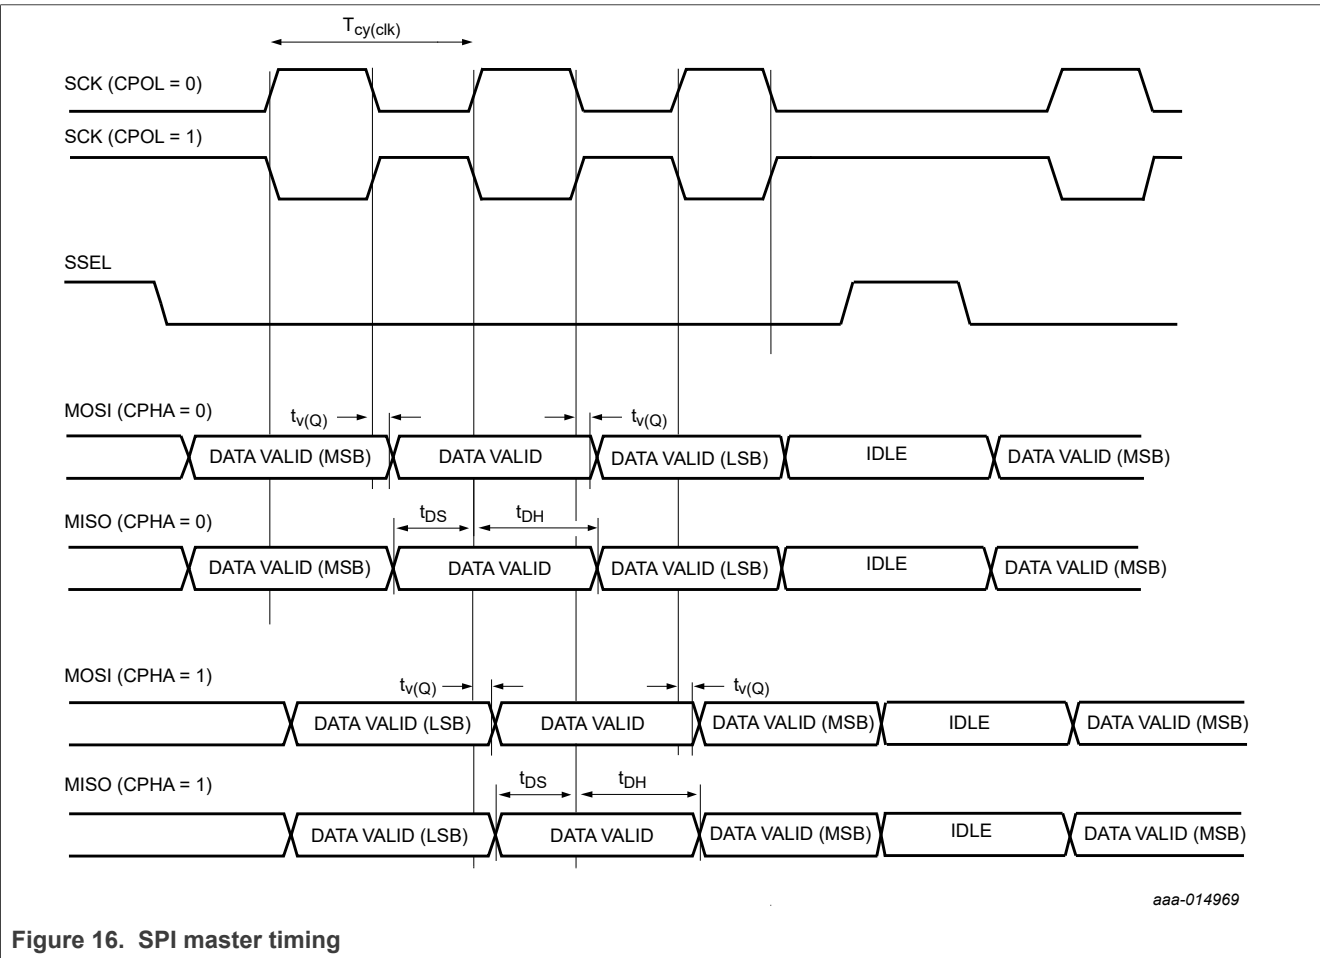 Tcy(clk)
SCK (CPOL = 0)
SCK (CPOL = 1)
SSEL
MOSI (CPHA = 0)
tv(Q)
tv(Q)
DATA VALID (MSB)
DATA VALID
DATA VALID (LSB)
IDLE
DATA VALID (MSB)
MISO (CPHA = 0)
tDS
tDH
DATA VALID (MSB)
DATA VALID
DATA VALID (LSB)
IDLE
DATA VALID (MSB)
MOSI (CPHA = 1)
tv(Q)
tv(Q)
DATA VALID (LSB)
DATA VALID
DATA VALID (MSB)
IDLE
DATA VALID (MSB)
MISO (CPHA = 1)
tDS
tDH
DATA VALID (LSB)
DATA VALID
DATA VALID (MSB)
IDLE
DATA VALID (MSB)
aaa-014969
Figure 16. SPI master timing